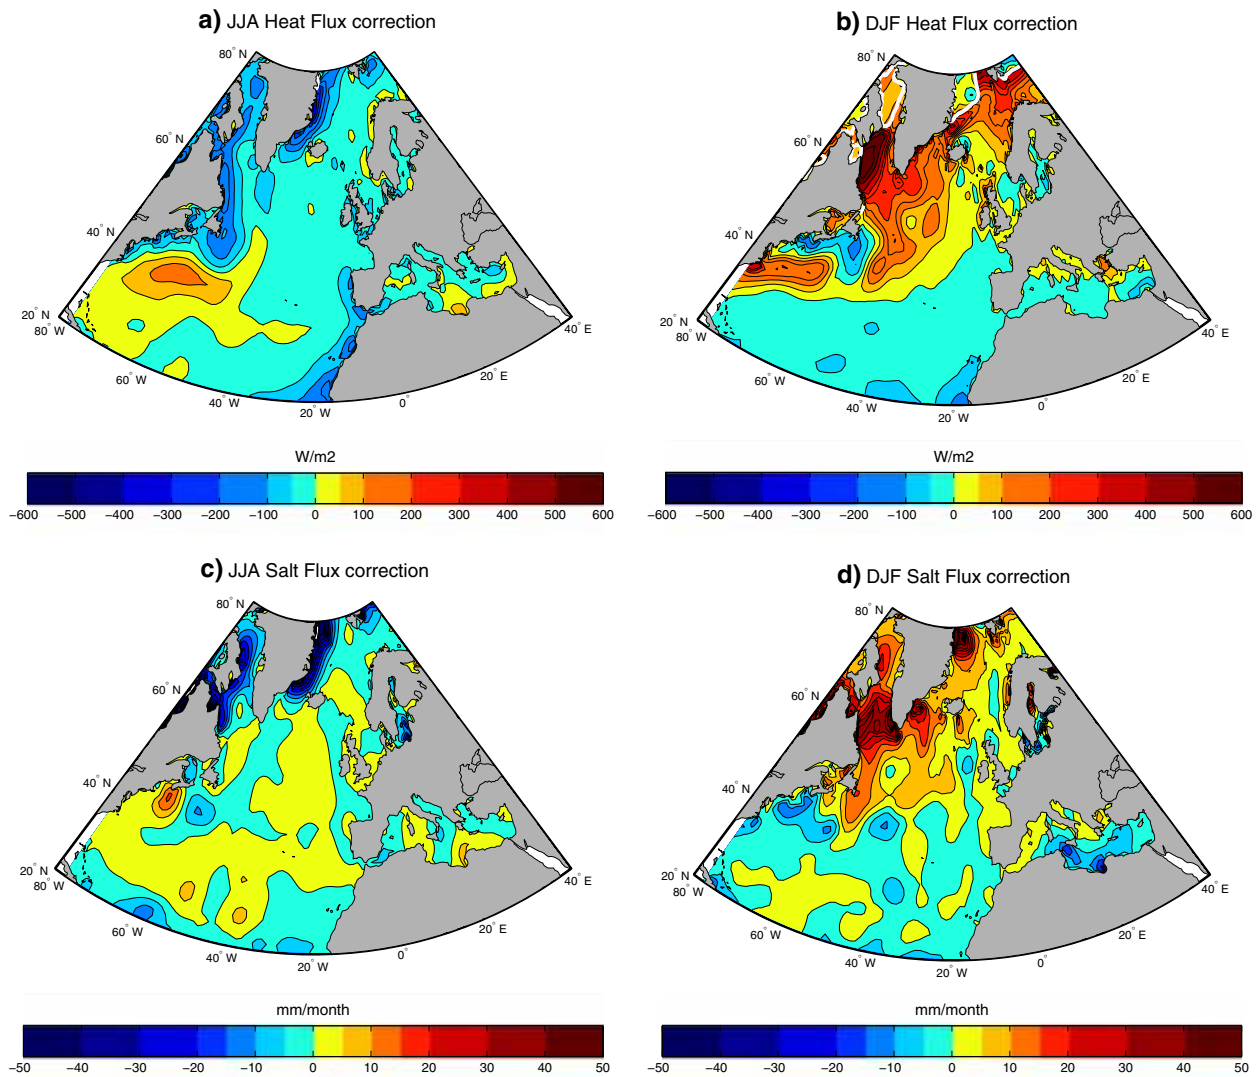 a) JJA Heat Flux correction
80° N
60° N
40° N
20° N
80° W
60° W
40° W
20° W
0°
20° E
40° E
W/m2
−600 −500 −400 −300 −200 −100 0 100 200 300 400 500 600
b) DJF Heat Flux correction
80° N
60° N
40° N
20° N
80° W
60° W
40° W
20° W
0°
20° E
40° E
W/m2
−600 −500 −400 −300 −200 −100 0 100 200 300 400 500 600
c) JJA Salt Flux correction
80° N
60° N
40° N
20° N
80° W
60° W
40° W
20° W
0°
20° E
40° E
mm/month
−50 −40 −30 −20 −10 0 10 20 30 40 50
d) DJF Salt Flux correction
80° N
60° N
40° N
20° N
80° W
60° W
40° W
20° W
0°
20° E
40° E
mm/month
−50 −40 −30 −20 −10 0 10 20 30 40 50